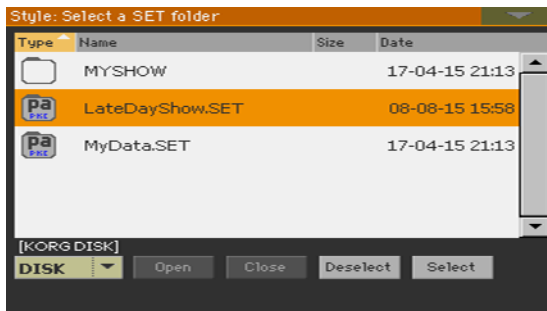 Style: Select a SET folder
Type Name Size Date
MYSHOW 17-04-15 21:13
Pa PKG LateDayShow.SET 08-08-15 15:58
Pa PKG MyData.SET 17-04-15 21:13
[KORG DISK]
DISK Open Close Deselect Select